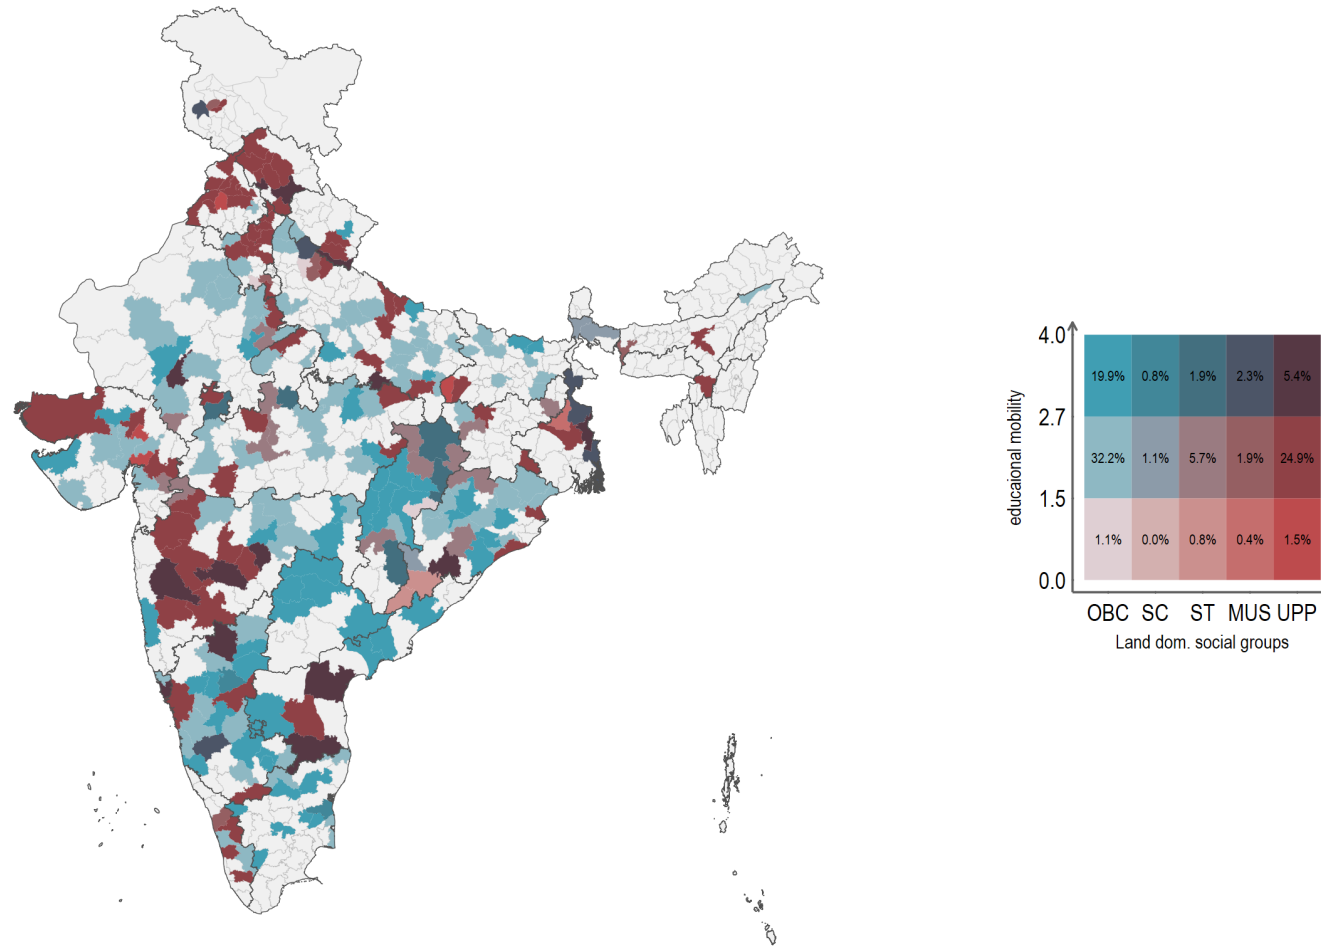 4.0
19.9% 0.8% 1.9% 2.3% 5.4%
2.7
32.2% 1.1% 5.7% 1.9% 24.9%
1.5
1.1% 0.0% 0.8% 0.4% 1.5%
0.0
educaional mobility
OBC SC ST MUS UPP
Land dom. social groups